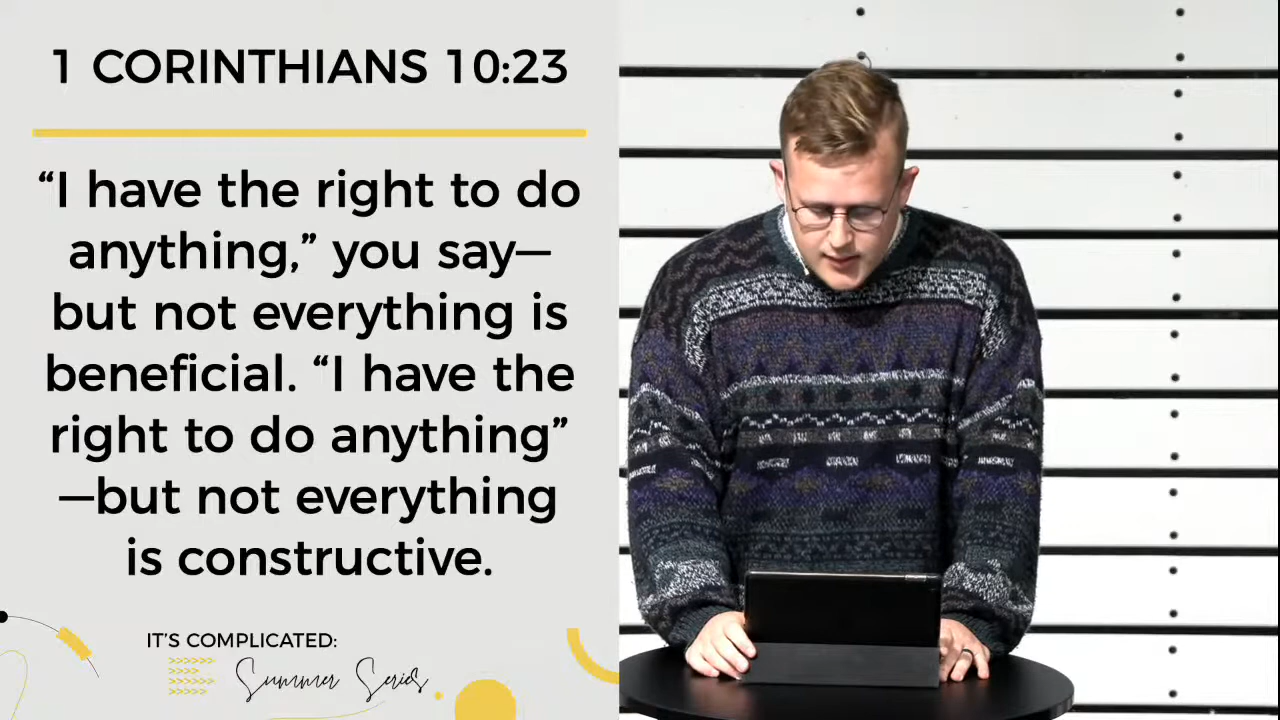 1 CORINTHIANS 10:23
“I have the right to do
anything,” you say—
but not everything is
beneficial. “I have the
right to do anything”
—but not everything
is constructive.
IT'S COMPLICATED:
Summer Series